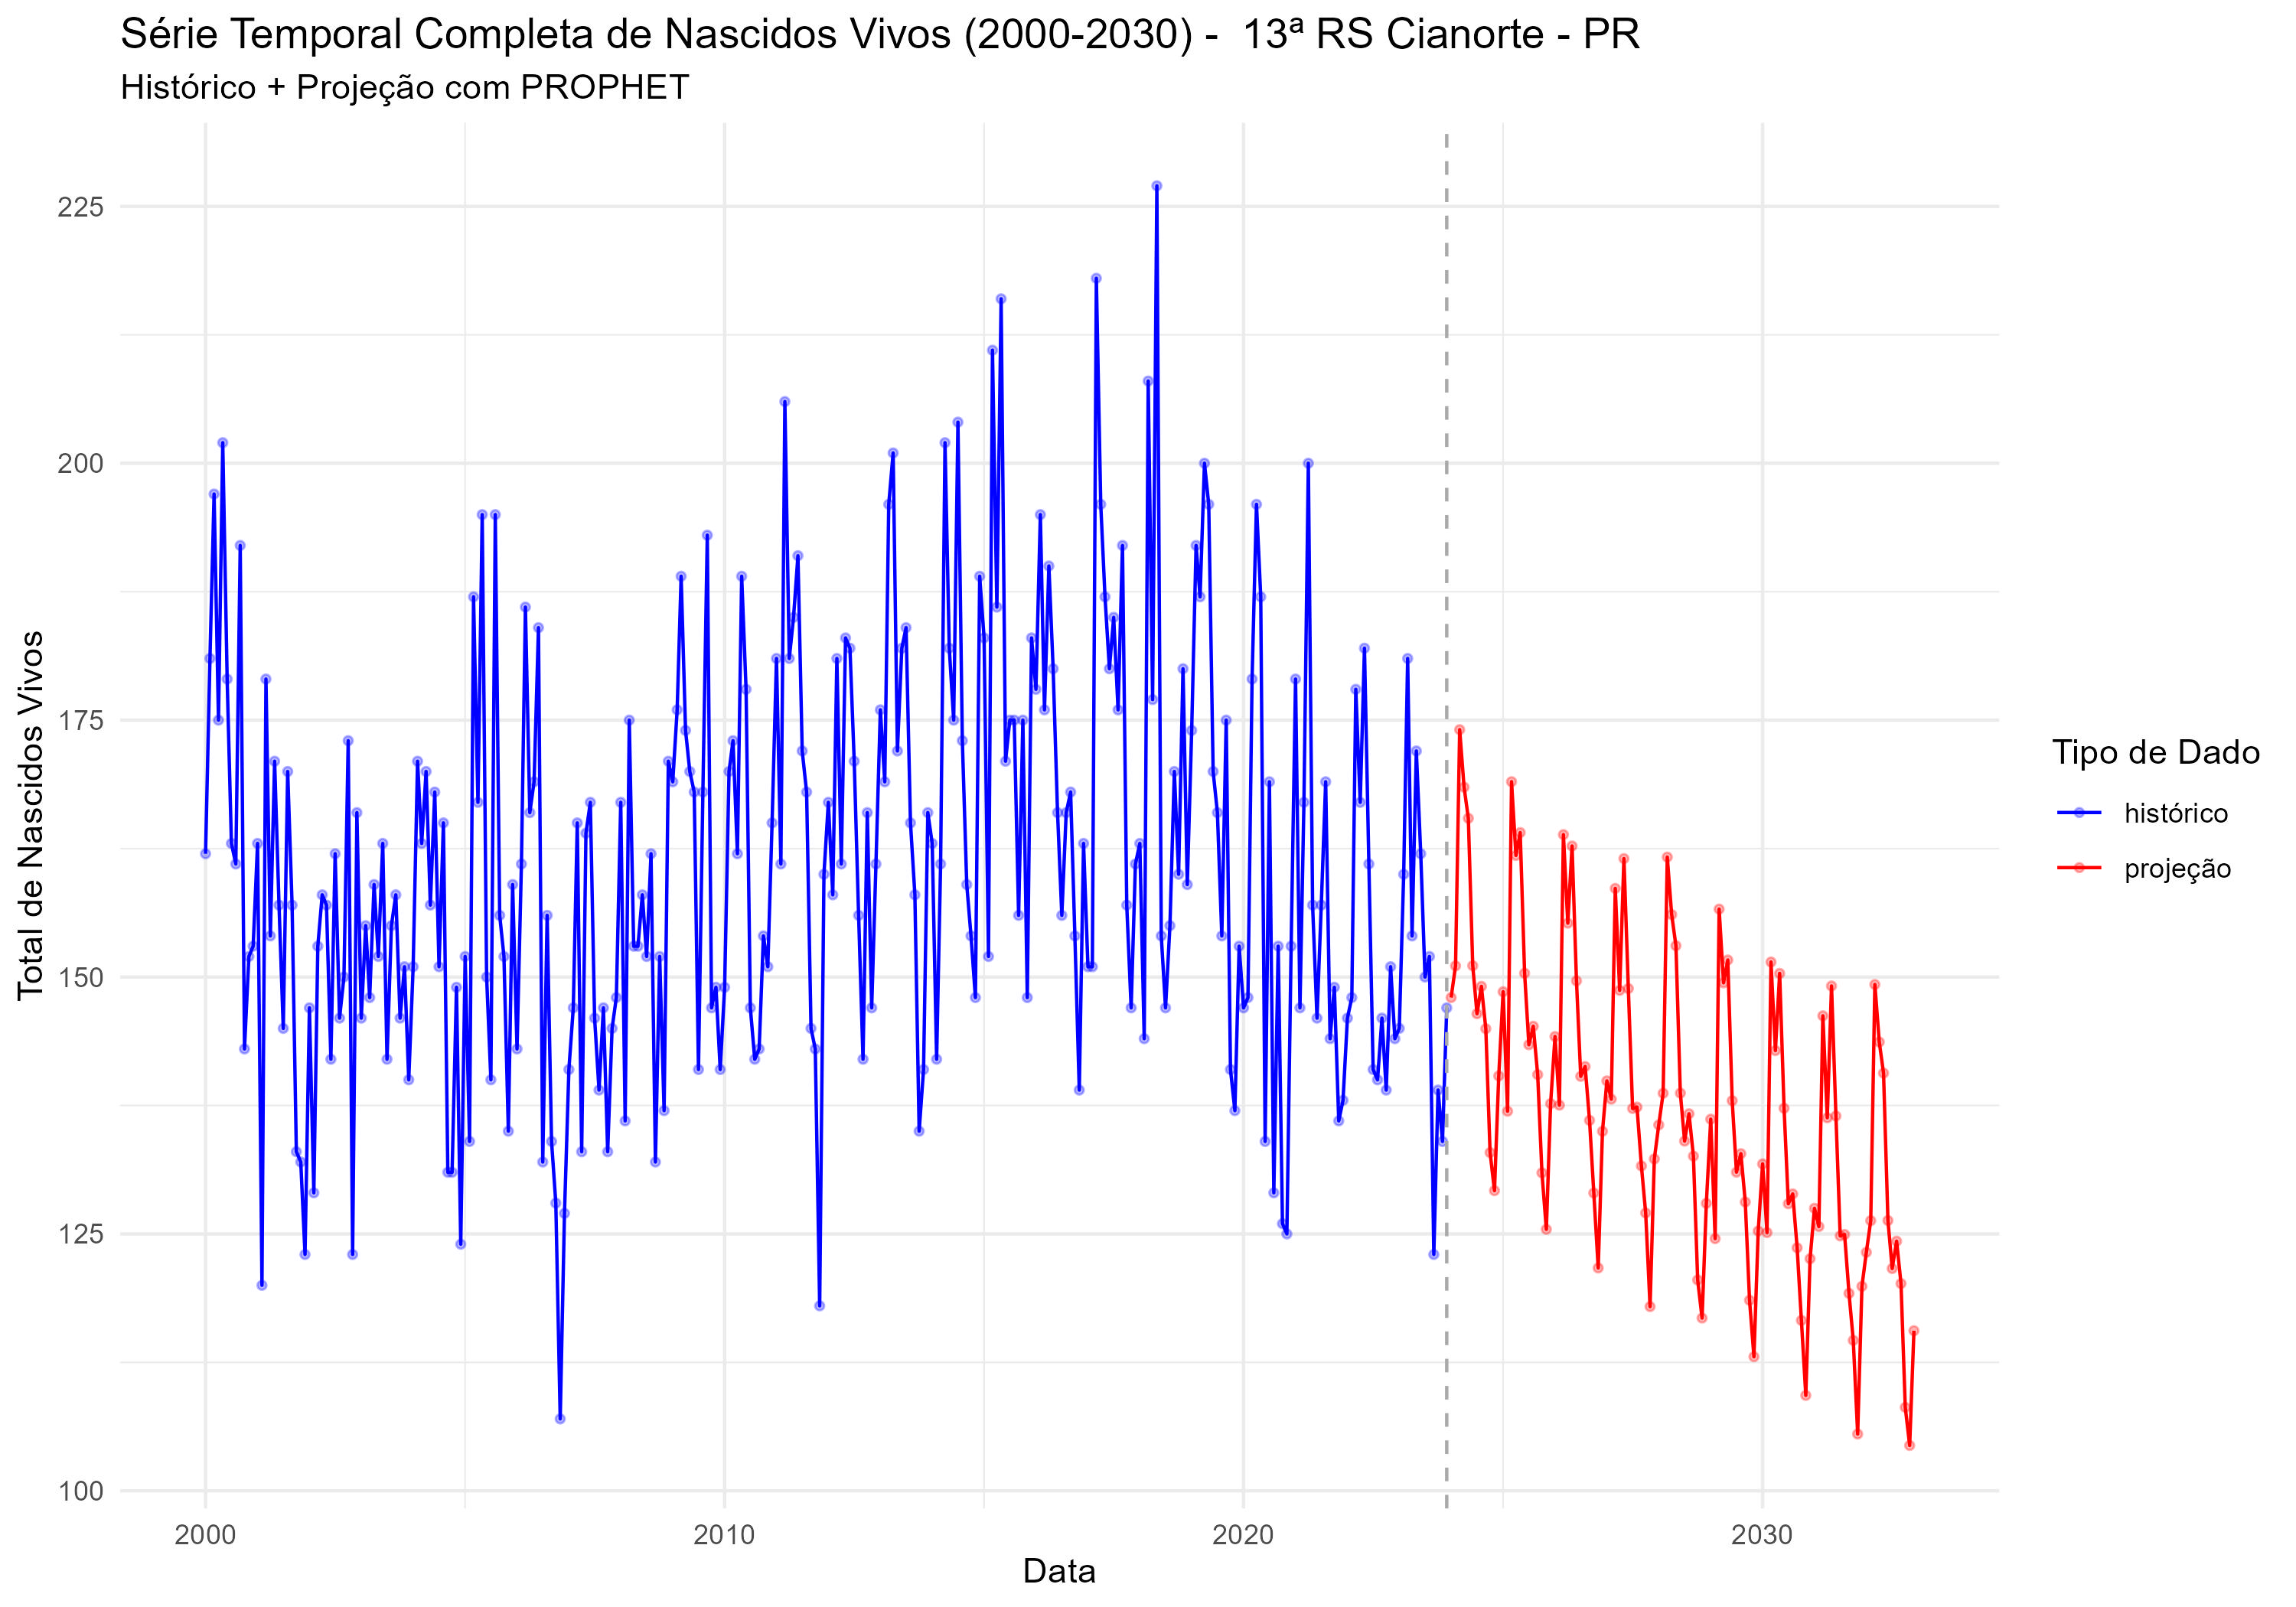 Série Temporal Completa de Nascidos Vivos (2000-2030) -  13ª RS Cianorte - PR
Histórico + Projeção com PROPHET
Total de Nascidos Vivos
225
200
175
150
125
100
2000
2010
2020
2030
Data
Tipo de Dado
histórico
projeção